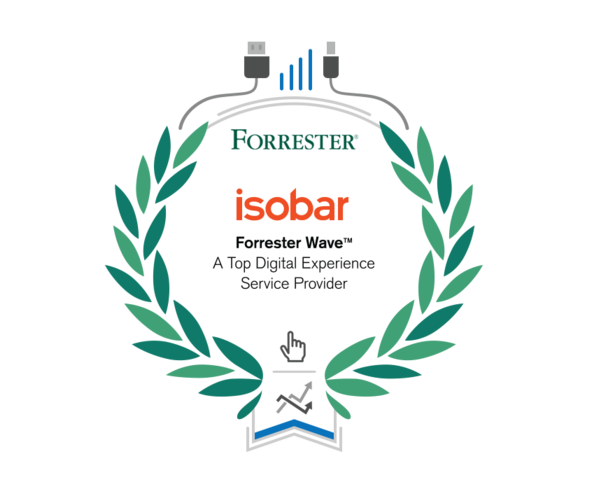 FORRESTER®
isobar
Forrester Wave™
A Top Digital Experience
Service Provider